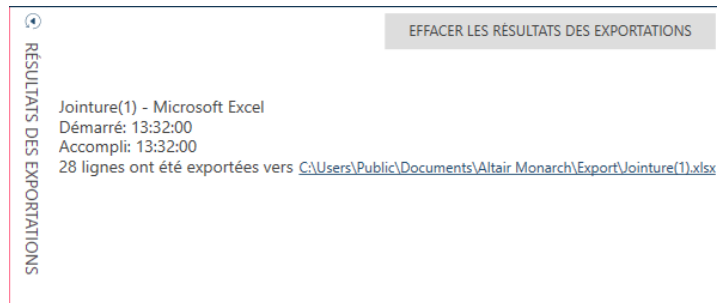 EFFACER LES RÉSULTATS DES EXPORTATIONS
RÉSULTATS DES EXPORTATIONS
Jointure(1) - Microsoft Excel
Démarré: 13:32:00
Accompli: 13:32:00
28 lignes ont été exportées vers C:\Users\Public\Documents\Altair Monarch\Export\Jointure(1).xlsx